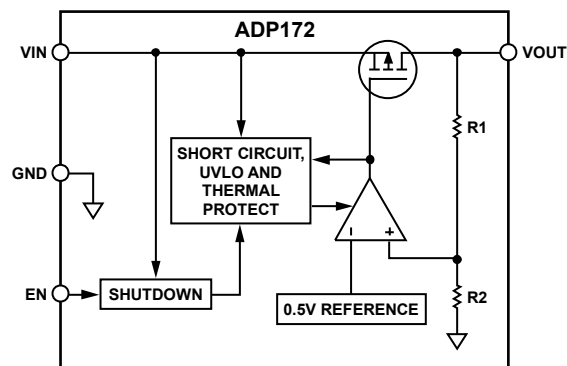 ADP172
VIN
VOUT
R1
SHORT CIRCUIT,
UVLO AND
THERMAL
PROTECT
GND
- +
EN
SHUTDOWN
0.5V REFERENCE
R2